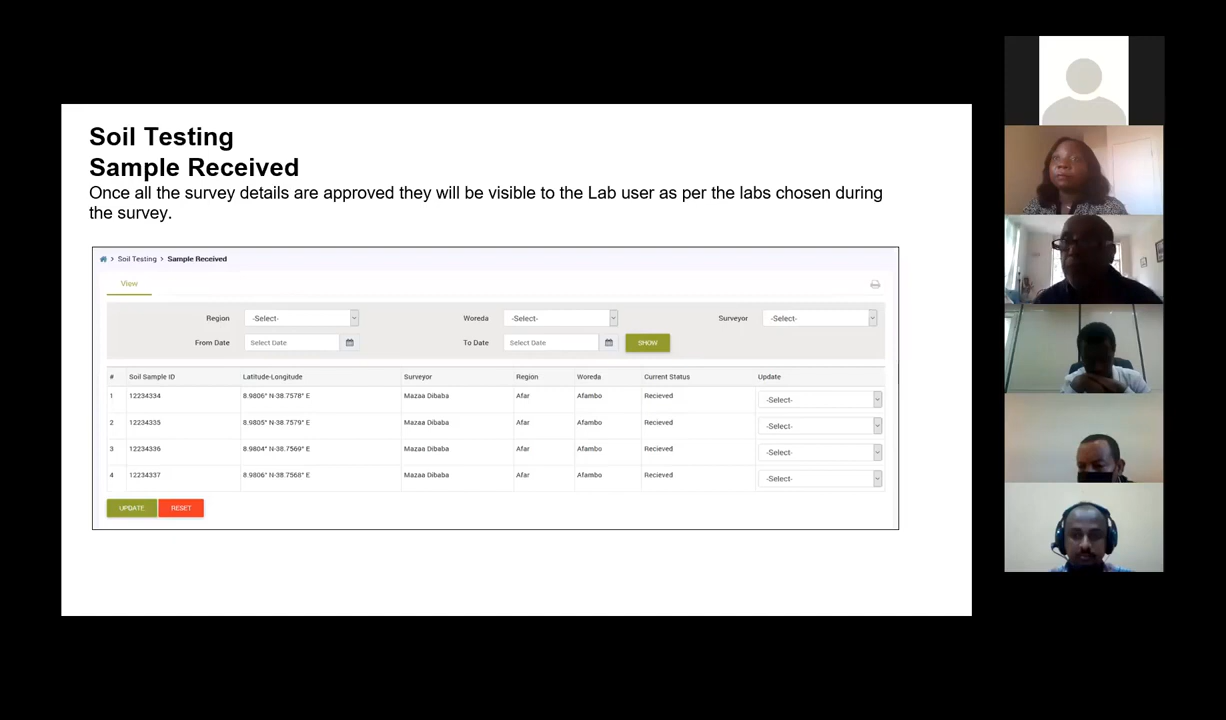 Soil Testing
Sample Received
Once all the survey details are approved they will be visible to the Lab user as per the labs chosen during
the survey.
> Soil Testing > Sample Received
View
Region -Select- Woreda -Select- Surveyor -Select-
From Date Select Date To Date Select Date SHOW
# Soil Sample ID Latitude-Longitude Surveyor Region Woreda Current Status Update
1 12234334 8.9806° N-38.7578° E Mazaa Dibaba Afar Afambo Recieved -Select-
2 12234335 8.9805° N-38.7579° E Mazaa Dibaba Afar Afambo Recieved -Select-
3 12234336 8.9804° N-38.7569° E Mazaa Dibaba Afar Afambo Recieved -Select-
4 12234337 8.9806° N-38.7568° E Mazaa Dibaba Afar Afambo Recieved -Select-
UPDATE RESET